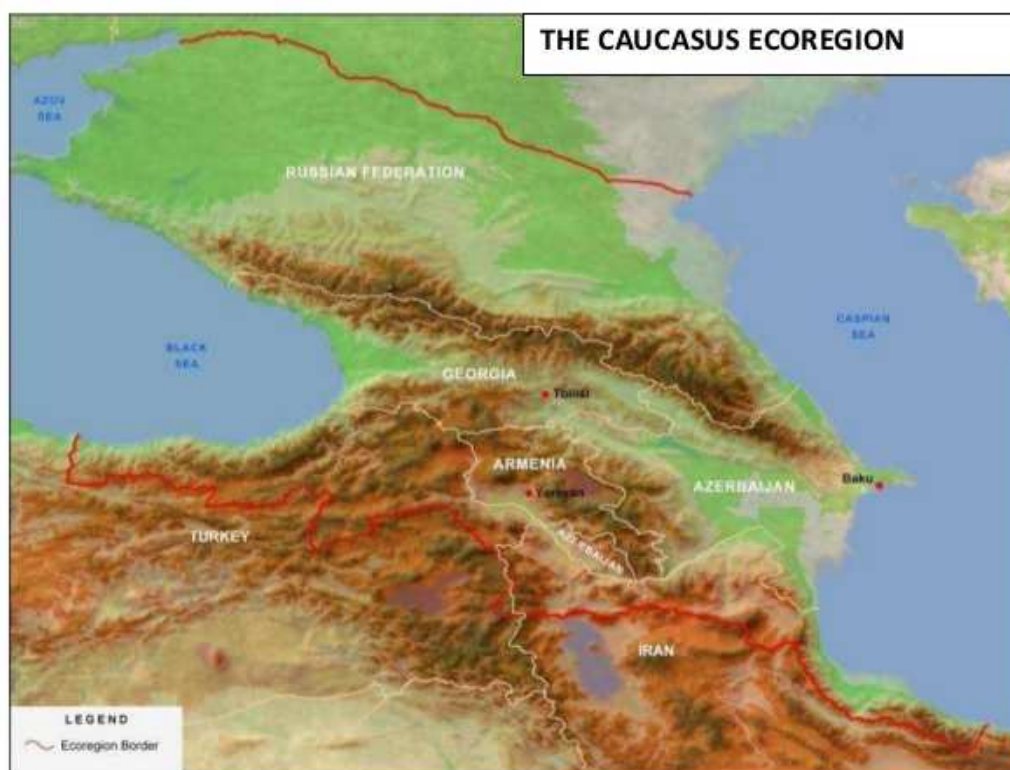 THE CAUCASUS ECOREGION
AZOV
SEA
RUSSIAN FEDERATION
CASPIAN
SEA
BLACK
SEA
GEORGIA
Tbilisi
ARMENIA
Yerevan
AZERBAIJAN
Baku
AZERBAIJAN
TURKEY
IRAN
LEGEND
Ecoregion Border